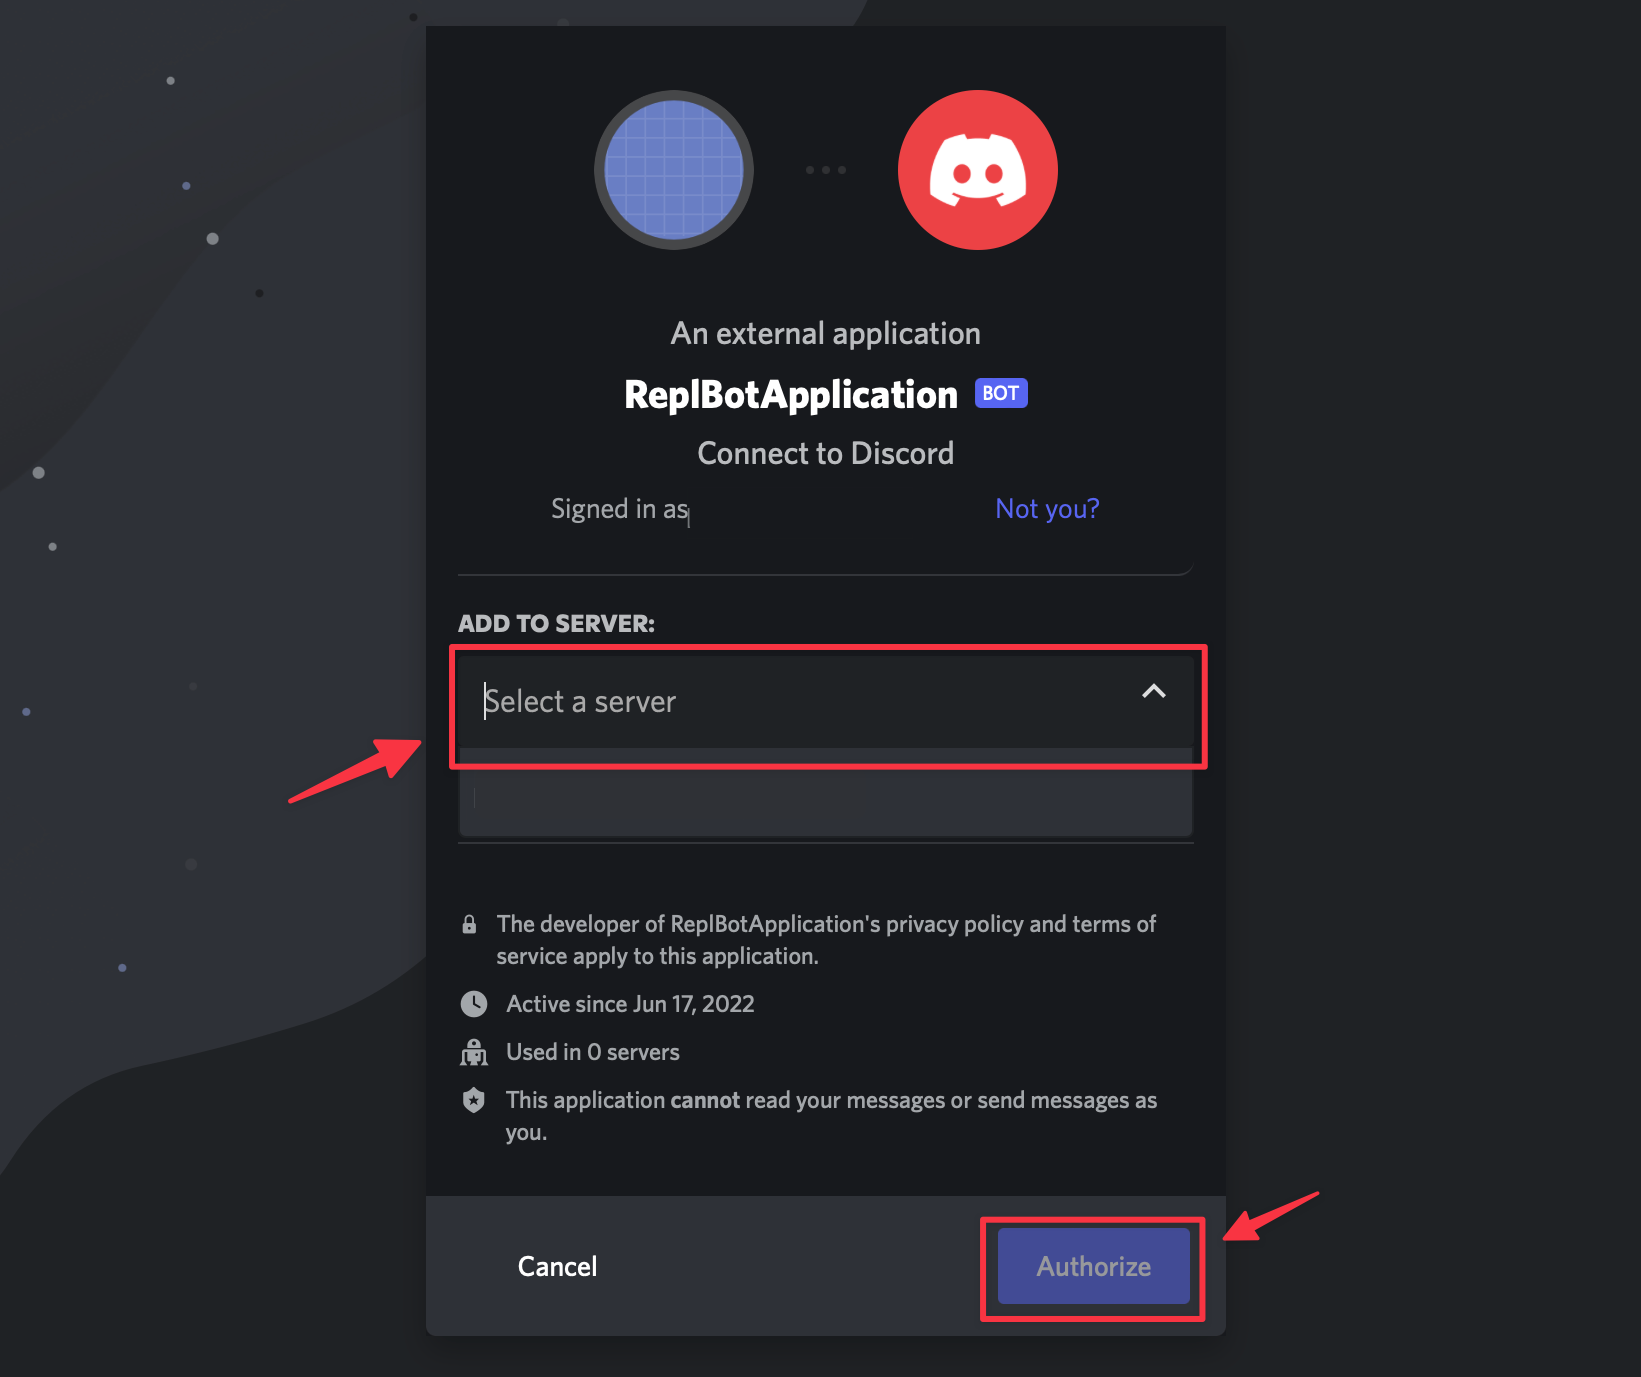 An external application
ReplBotApplication BOT
Connect to Discord
Signed in as Not you?
ADD TO SERVER:
Select a server
The developer of ReplBotApplication's privacy policy and terms of
service apply to this application.
Active since Jun 17, 2022
Used in 0 servers
This application cannot read your messages or send messages as
you.
Cancel Authorize